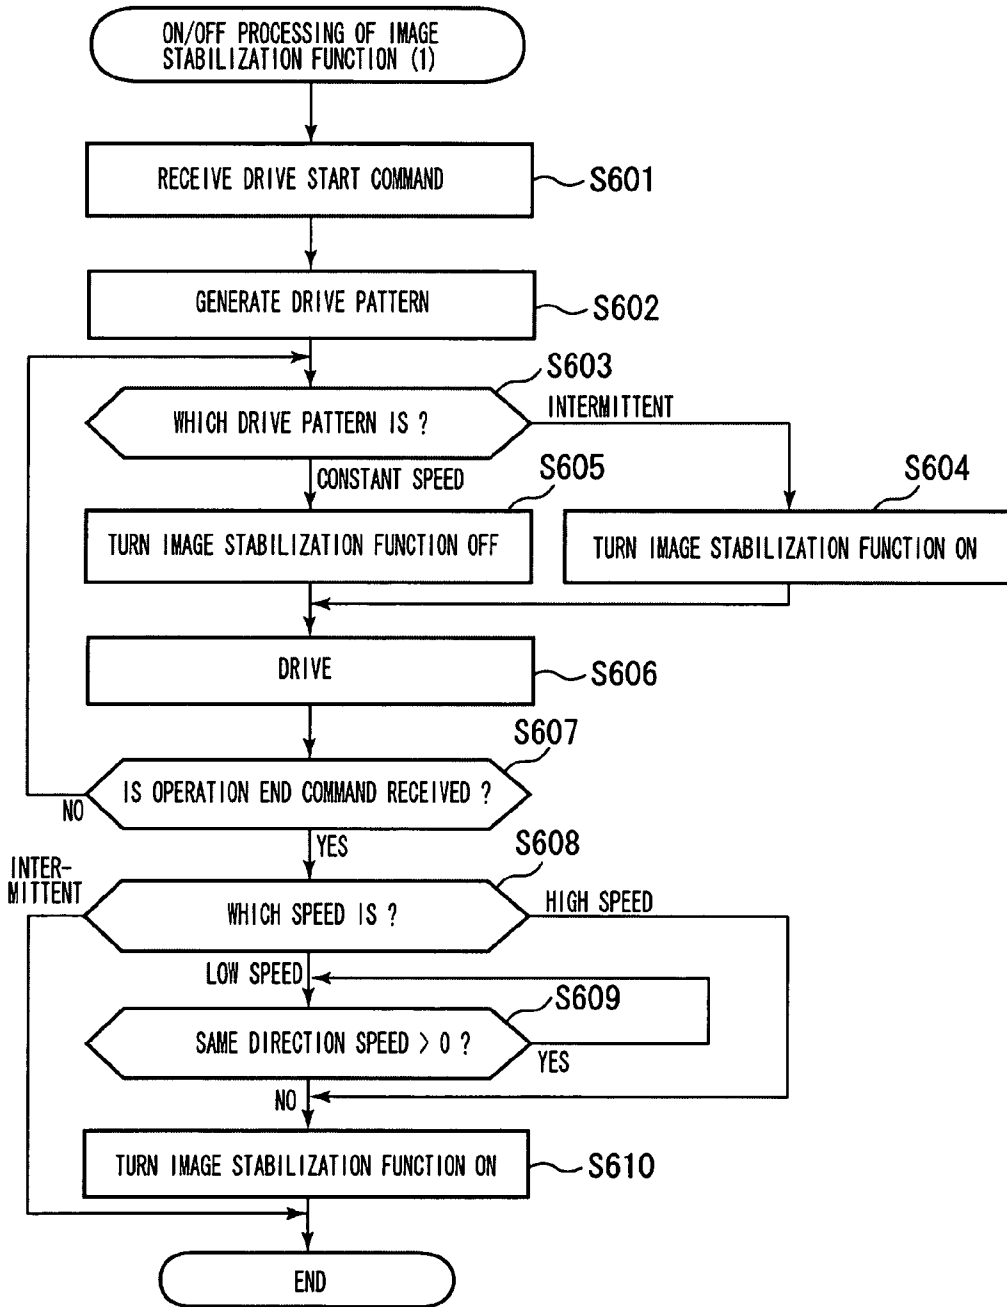 ON/OFF PROCESSING OF IMAGE
STABILIZATION FUNCTION (1)
RECEIVE DRIVE START COMMAND
S601
GENERATE DRIVE PATTERN
S602
S603
WHICH DRIVE PATTERN IS ?
INTERMITTENT
CONSTANT SPEED
S605
S604
TURN IMAGE STABILIZATION FUNCTION OFF
TURN IMAGE STABILIZATION FUNCTION ON
DRIVE
S606
S607
IS OPERATION END COMMAND RECEIVED ?
NO
YES
S608
INTER-
MITTENT
WHICH SPEED IS ?
HIGH SPEED
LOW SPEED
S609
SAME DIRECTION SPEED > 0 ?
YES
NO
TURN IMAGE STABILIZATION FUNCTION ON
S610
END